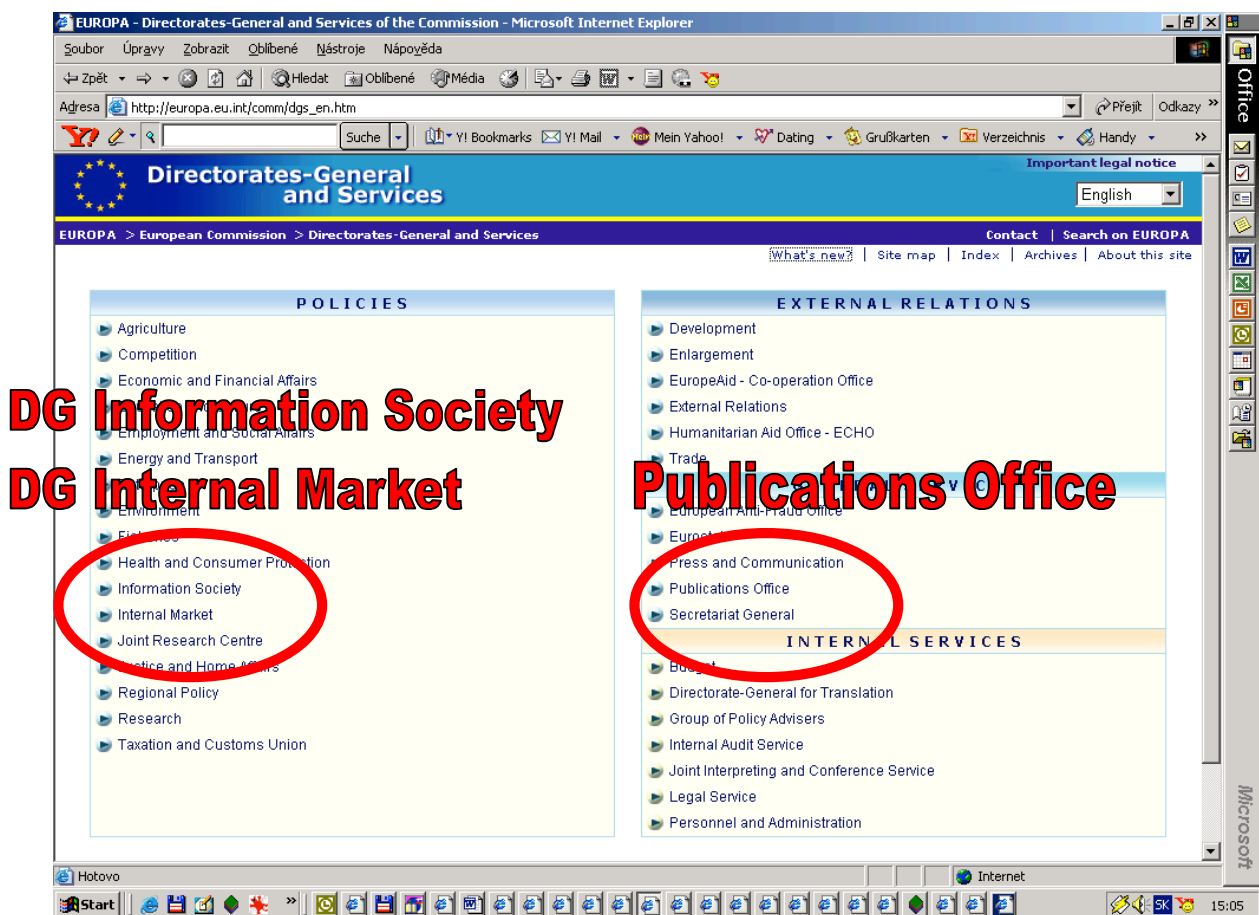 EUROPA - Directorates-General and Services of the Commission - Microsoft Internet Explorer
Soubor Úpravy Zobrazit Oblíbené Nástroje Nápověda
Zpět Hledat Oblíbené Média
Adresa http://europa.eu.int/comm/dgs_en.htm Přejít Odkazy »
Y! Suche Y! Bookmarks Y! Mail Mein Yahoo! Dating Grußkarten Verzeichnis Handy »
Office
Directorates-General
and Services
Important legal notice
English
EUROPA > European Commission > Directorates-General and Services
Contact | Search on EUROPA
What's new? | Site map | Index | Archives | About this site
POLICIES
Agriculture
Competition
Economic and Financial Affairs
DG Information Society
Employment and Social Affairs
Energy and Transport
DG Internal Market
Environment
Health and Consumer Protection
Information Society
Internal Market
Joint Research Centre
Justice and Home Affairs
Regional Policy
Research
Taxation and Customs Union
EXTERNAL RELATIONS
Development
Enlargement
EuropeAid - Co-operation Office
External Relations
Humanitarian Aid Office - ECHO
Trade
Publications Office
European Anti-Fraud Office
Press and Communication
Publications Office
Secretariat General
INTERNAL SERVICES
Budget
Directorate-General for Translation
Group of Policy Advisers
Internal Audit Service
Joint Interpreting and Conference Service
Legal Service
Personnel and Administration
Microsoft
Hotovo Internet
Start » SK 15:05